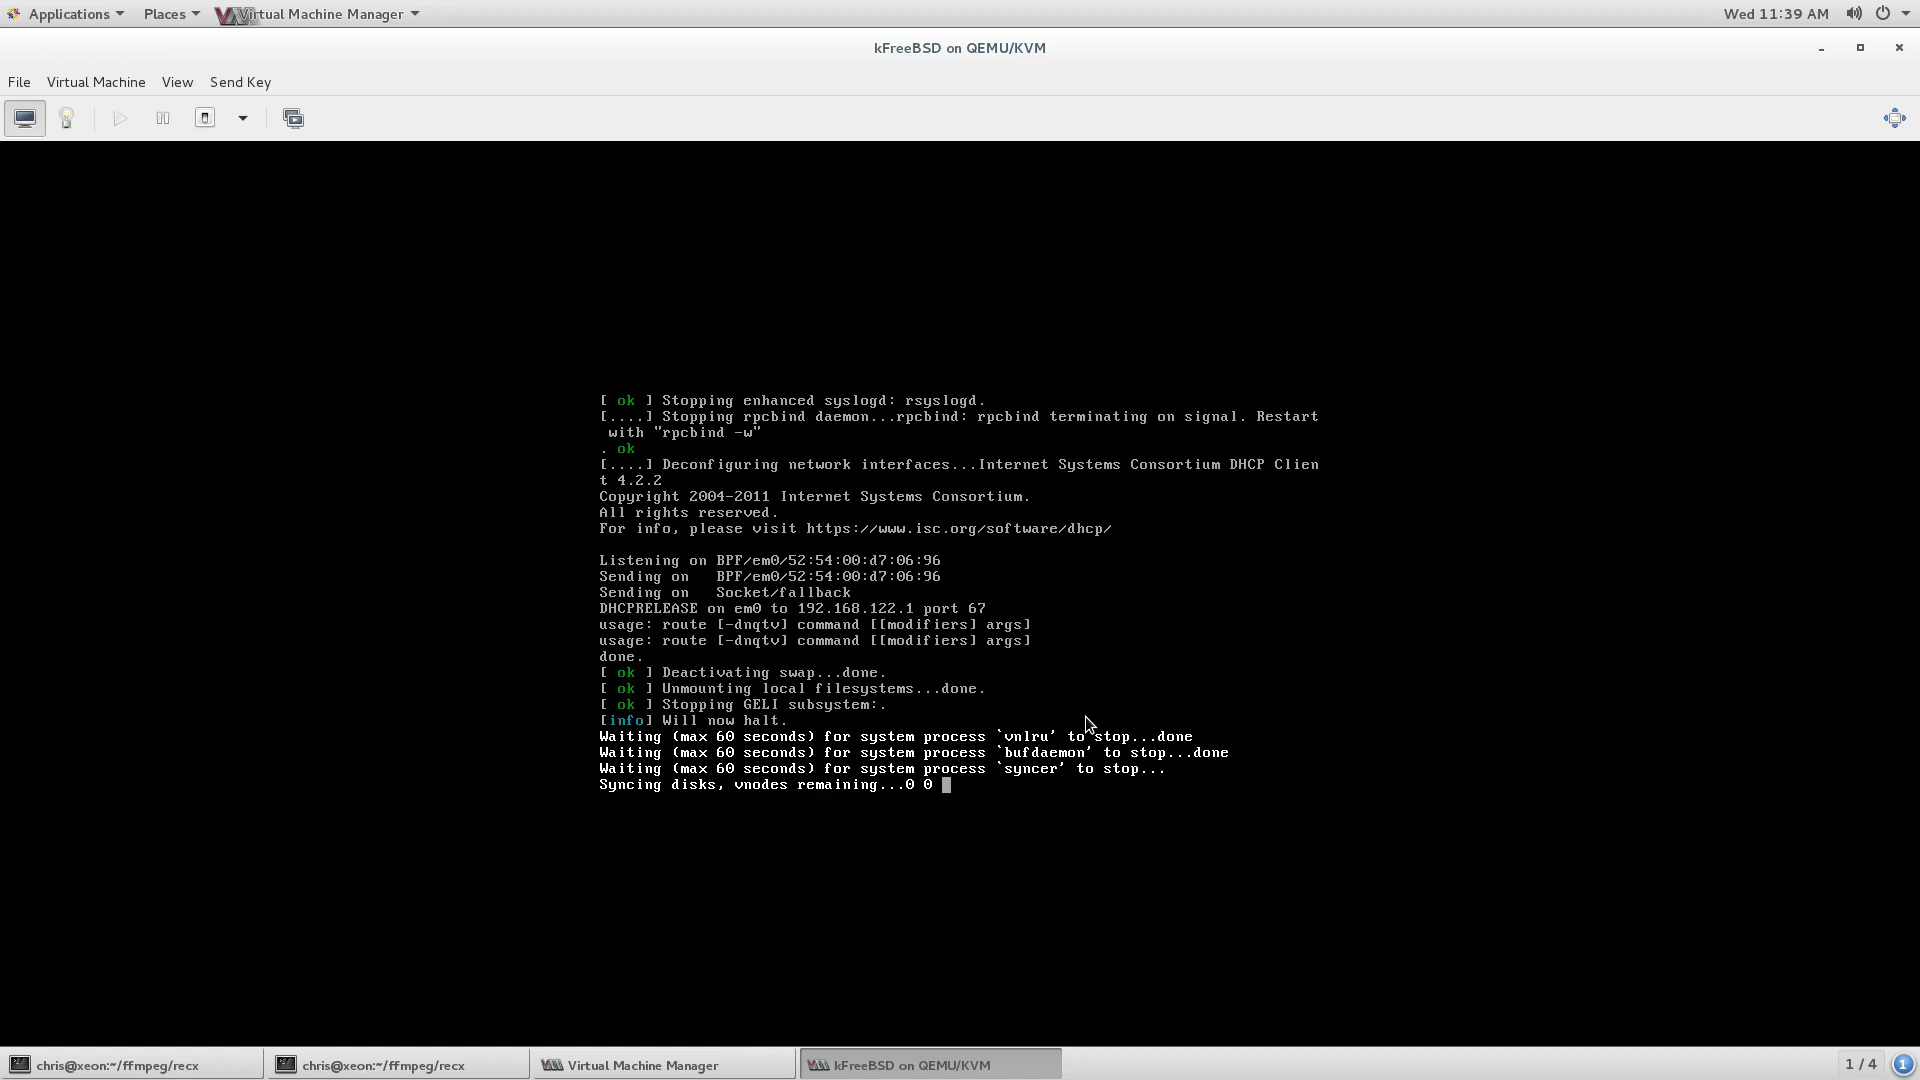 Applications Places Virtual Machine Manager Wed 11:39 AM
kFreeBSD on QEMU/KVM
File Virtual Machine View Send Key
[ ok ] Stopping enhanced syslogd: rsyslogd.
[....] Stopping rpcbind daemon...rpcbind: rpcbind terminating on signal. Restart
with "rpcbind -w"
. ok
[....] Deconfiguring network interfaces...Internet Systems Consortium DHCP Clien
t 4.2.2
Copyright 2004-2011 Internet Systems Consortium.
All rights reserved.
For info, please visit https://www.isc.org/software/dhcp/
Listening on BPF/em0/52:54:00:d7:06:96
Sending on   BPF/em0/52:54:00:d7:06:96
Sending on   Socket/fallback
DHCPRELEASE on em0 to 192.168.122.1 port 67
usage: route [-dnqtv] command [[modifiers] args]
usage: route [-dnqtv] command [[modifiers] args]
done.
[ ok ] Deactivating swap...done.
[ ok ] Unmounting local filesystems...done.
[ ok ] Stopping GELI subsystem:.
[info] Will now halt.
Waiting (max 60 seconds) for system process `vnlru' to stop...done
Waiting (max 60 seconds) for system process `bufdaemon' to stop...done
Waiting (max 60 seconds) for system process `syncer' to stop...
Syncing disks, vnodes remaining...0 0
chris@xeon:~/ffmpeg/recx chris@xeon:~/ffmpeg/recx Virtual Machine Manager kFreeBSD on QEMU/KVM 1 / 4 1